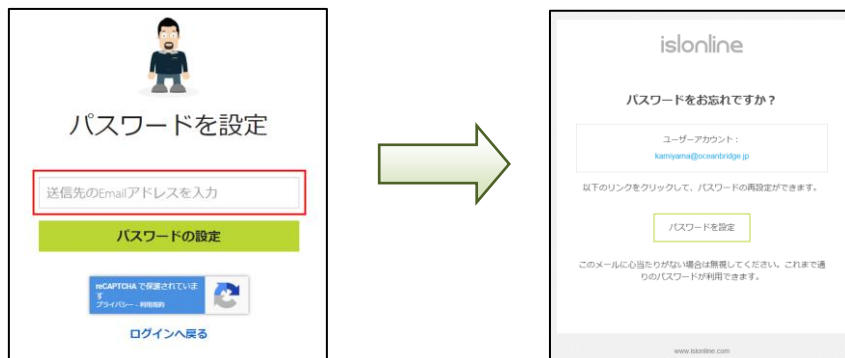 パスワードを設定
送信先のEmailアドレスを入力
パスワードの設定
reCAPTCHA で保護されていま
す
プライバシー - 利用規約
ログインへ戻る
islonline
パスワードをお忘れですか？
ユーザーアカウント：
kamiyama@oceanbridge.jp
以下のリンクをクリックして、パスワードの再設定ができます。
パスワードを設定
このメールに心当たりがない場合は無視してください。これまで通
りのパスワードが利用できます。
www.islonline.com